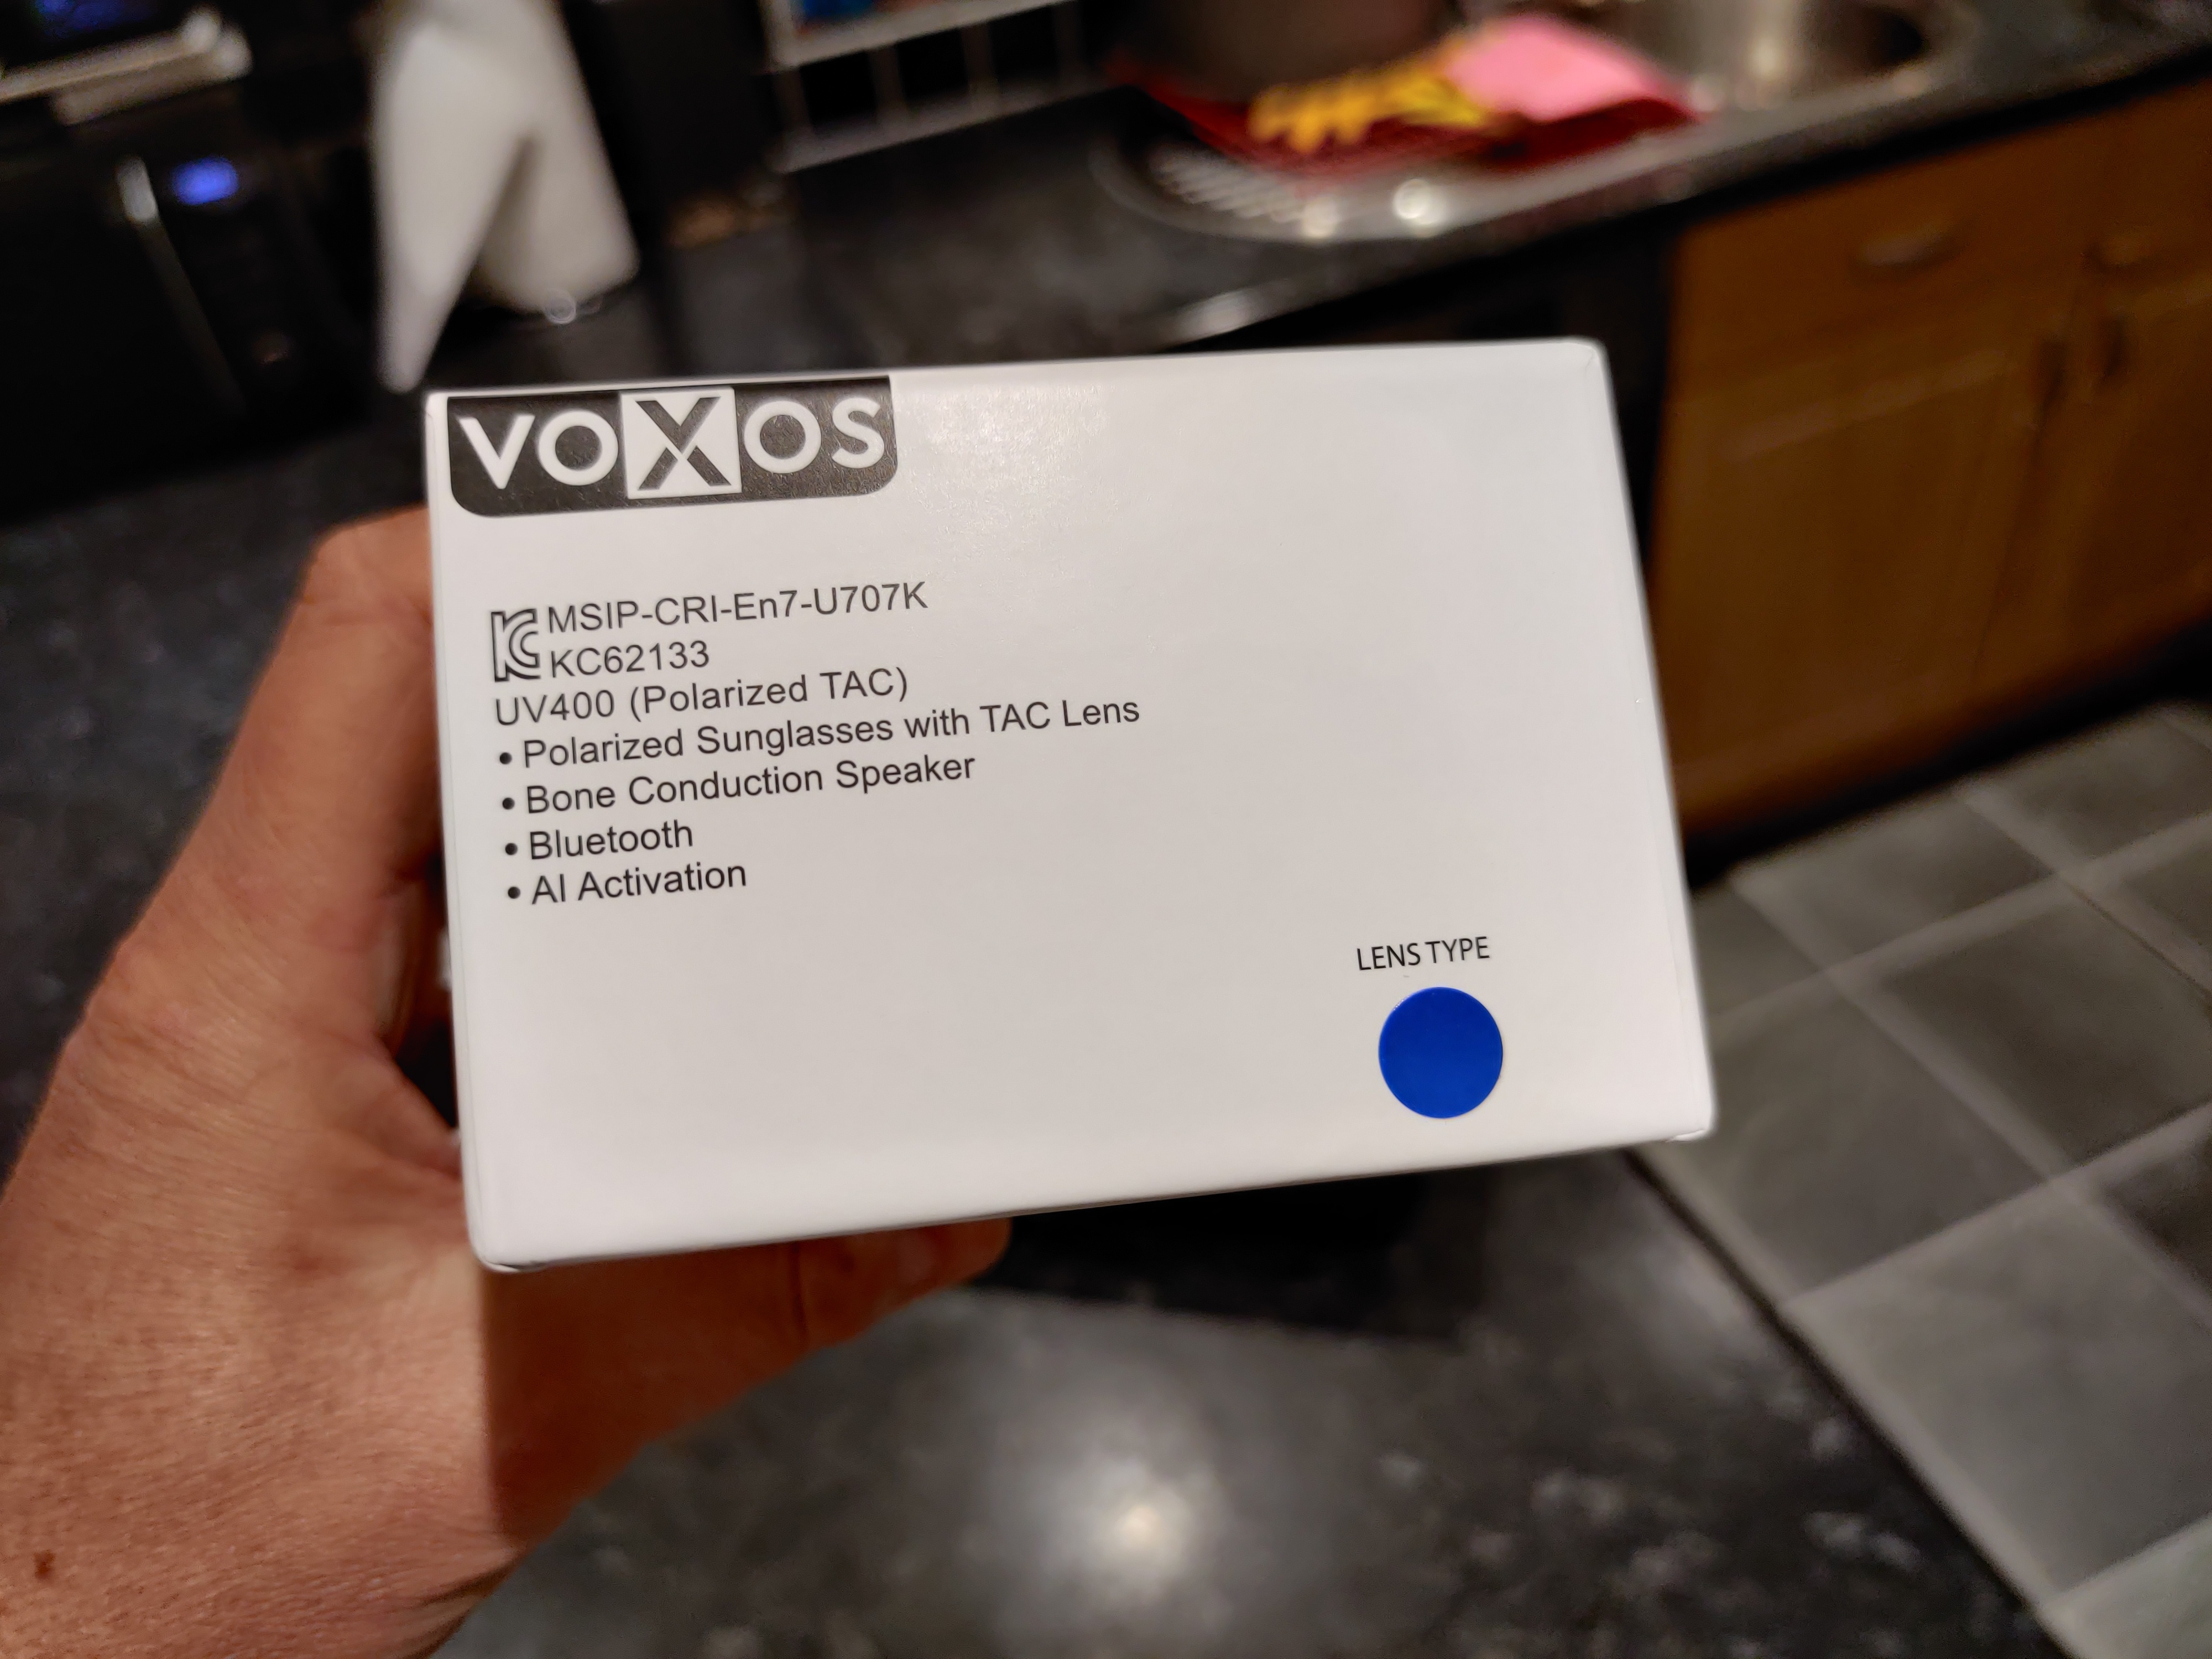 VOXOS
KC MSIP-CRI-En7-U707K
KC62133
UV400 (Polarized TAC)
• Polarized Sunglasses with TAC Lens
• Bone Conduction Speaker
• Bluetooth
• AI Activation
LENS TYPE